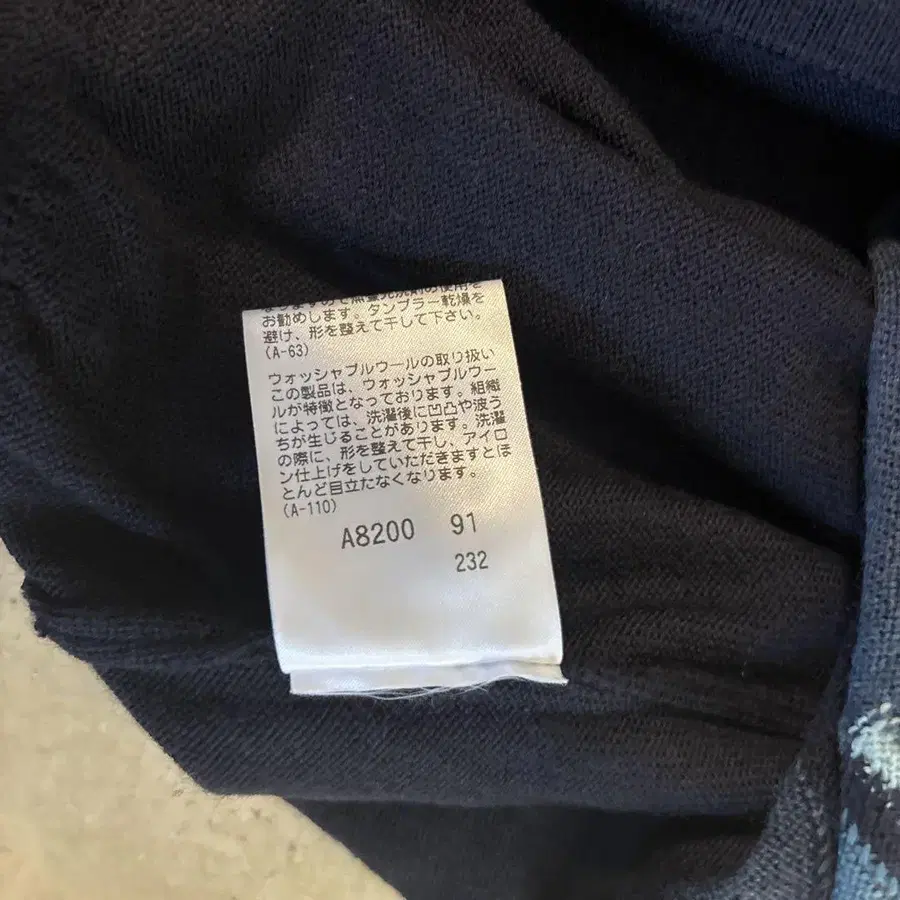 お勧めします。タンブラー乾燥を
避け、形を整えて干して下さい。
(A-63)
ウォッシャブルウールの取り扱い
この製品は、ウォッシャブルウー
ルが特徴となっております。組織
によっては、洗濯後に凹凸や波う
ちが生じることがあります。洗濯
の際に、形を整えて干し、アイロ
ン仕上げをしていただきますとほ
とんど目立たなくなります。
(A-110)
A8200 91
232